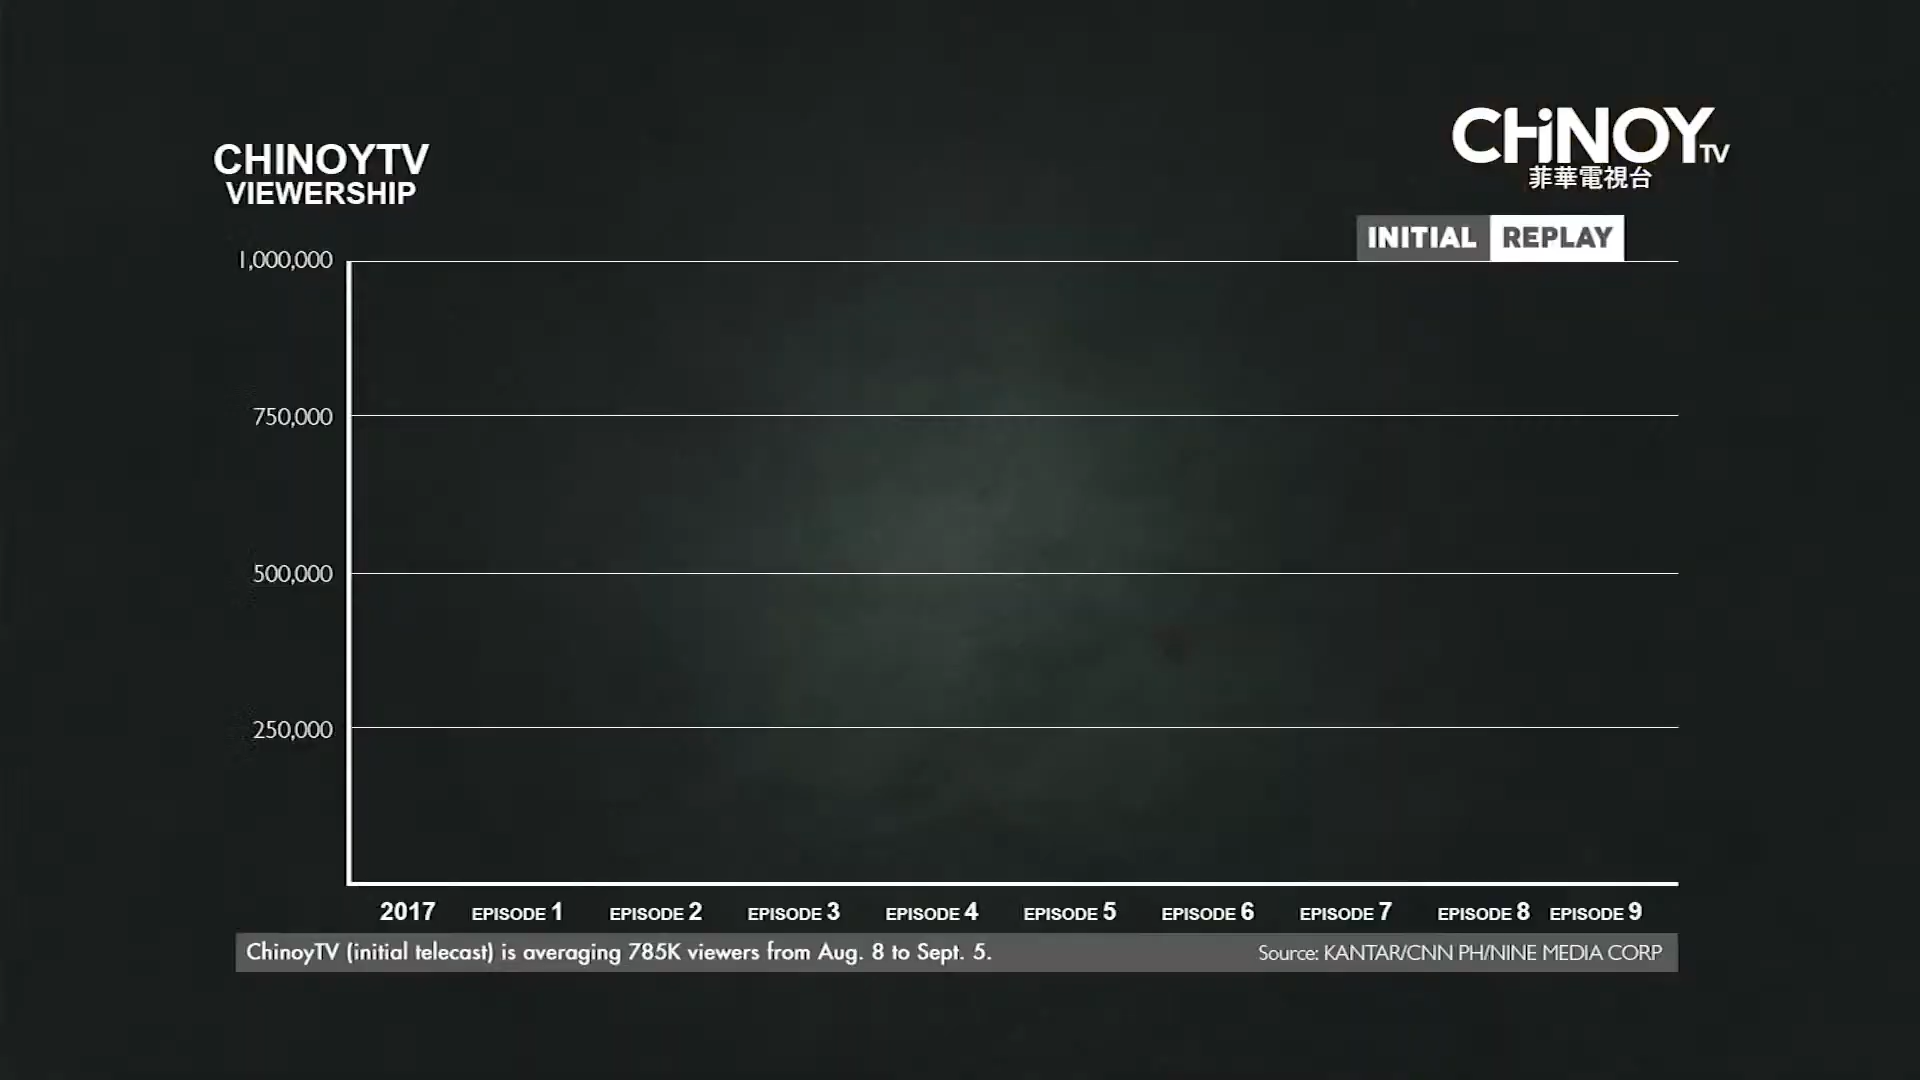 CHiNOY TV
菲華電視台
CHINOYTV
VIEWERSHIP
INITIAL REPLAY
1,000,000
750,000
500,000
250,000
2017 EPISODE 1 EPISODE 2 EPISODE 3 EPISODE 4 EPISODE 5 EPISODE 6 EPISODE 7 EPISODE 8 EPISODE 9
ChinoyTV (initial telecast) is averaging 785K viewers from Aug. 8 to Sept. 5. Source: KANTAR/CNN PH/NINE MEDIA CORP